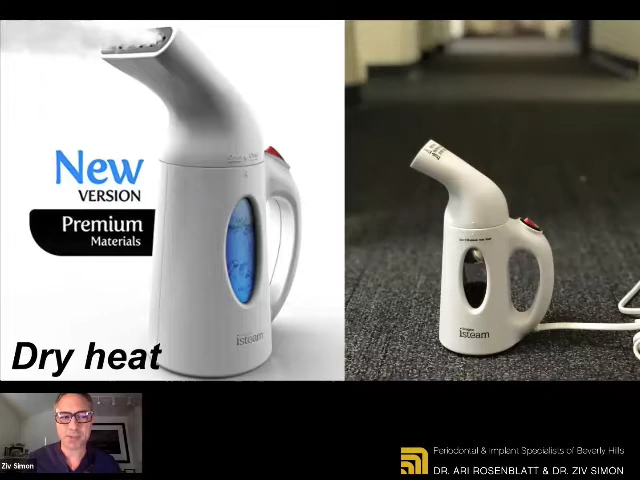 New
VERSION
Premium
Materials
isteam
Dry heat
isteam
Ziv Simon
Periodontal & Implant Specialists of Beverly Hills
DR. ARI ROSENBLATT & DR. ZIV SIMON